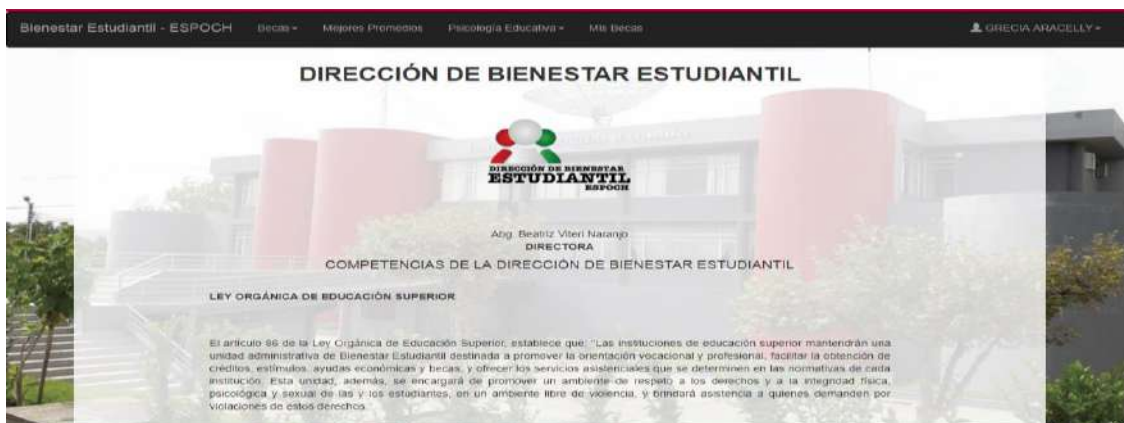 Bienestar Estudiantil - ESPOCH Becas Mejores Promedios Psicología Educativa Mis Becas GRECIA ARACELLY
DIRECCIÓN DE BIENESTAR ESTUDIANTIL
DIRECCIÓN DE BIENESTAR
ESTUDIANTIL
ESPOCH
Abg. Beatriz Viteri Naranjo
DIRECTORA
COMPETENCIAS DE LA DIRECCIÓN DE BIENESTAR ESTUDIANTIL
LEY ORGÁNICA DE EDUCACIÓN SUPERIOR
El artículo 86 de la Ley Orgánica de Educación Superior, establece que: "Las instituciones de educación superior mantendrán una
unidad administrativa de Bienestar Estudiantil destinada a promover la orientación vocacional y profesional, facilitar la obtención de
créditos, estímulos, ayudas económicas y becas, y ofrecer los servicios asistenciales que se determinen en las normativas de cada
institución. Esta unidad, además, se encargará de promover un ambiente de respeto a los derechos y a la integridad física,
psicológica y sexual de las y los estudiantes, en un ambiente libre de violencia, y brindará asistencia a quienes demanden por
violaciones de estos derechos.